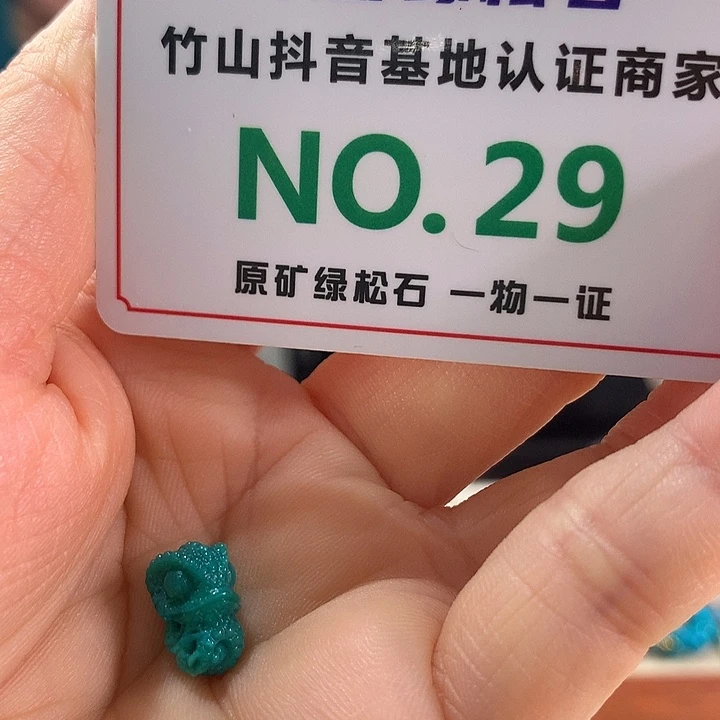 竹山抖音基地认证商家
NO.29
原矿绿松石 一物一证